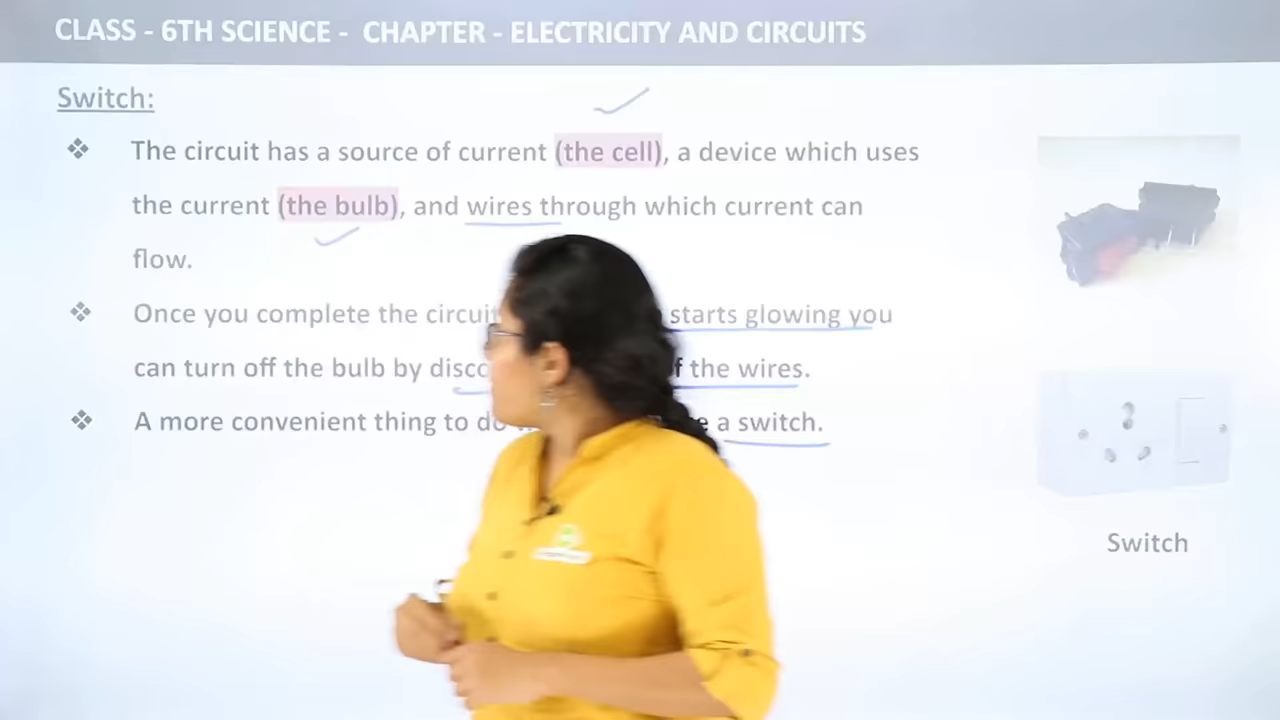 CLASS - 6TH SCIENCE - CHAPTER - ELECTRICITY AND CIRCUITS
Switch:
The circuit has a source of current (the cell), a device which uses
the current (the bulb), and wires through which current can
flow.
Once you complete the circuit starts glowing you
can turn off the bulb by of the wires.
A more convenient thing to do a switch.
Switch